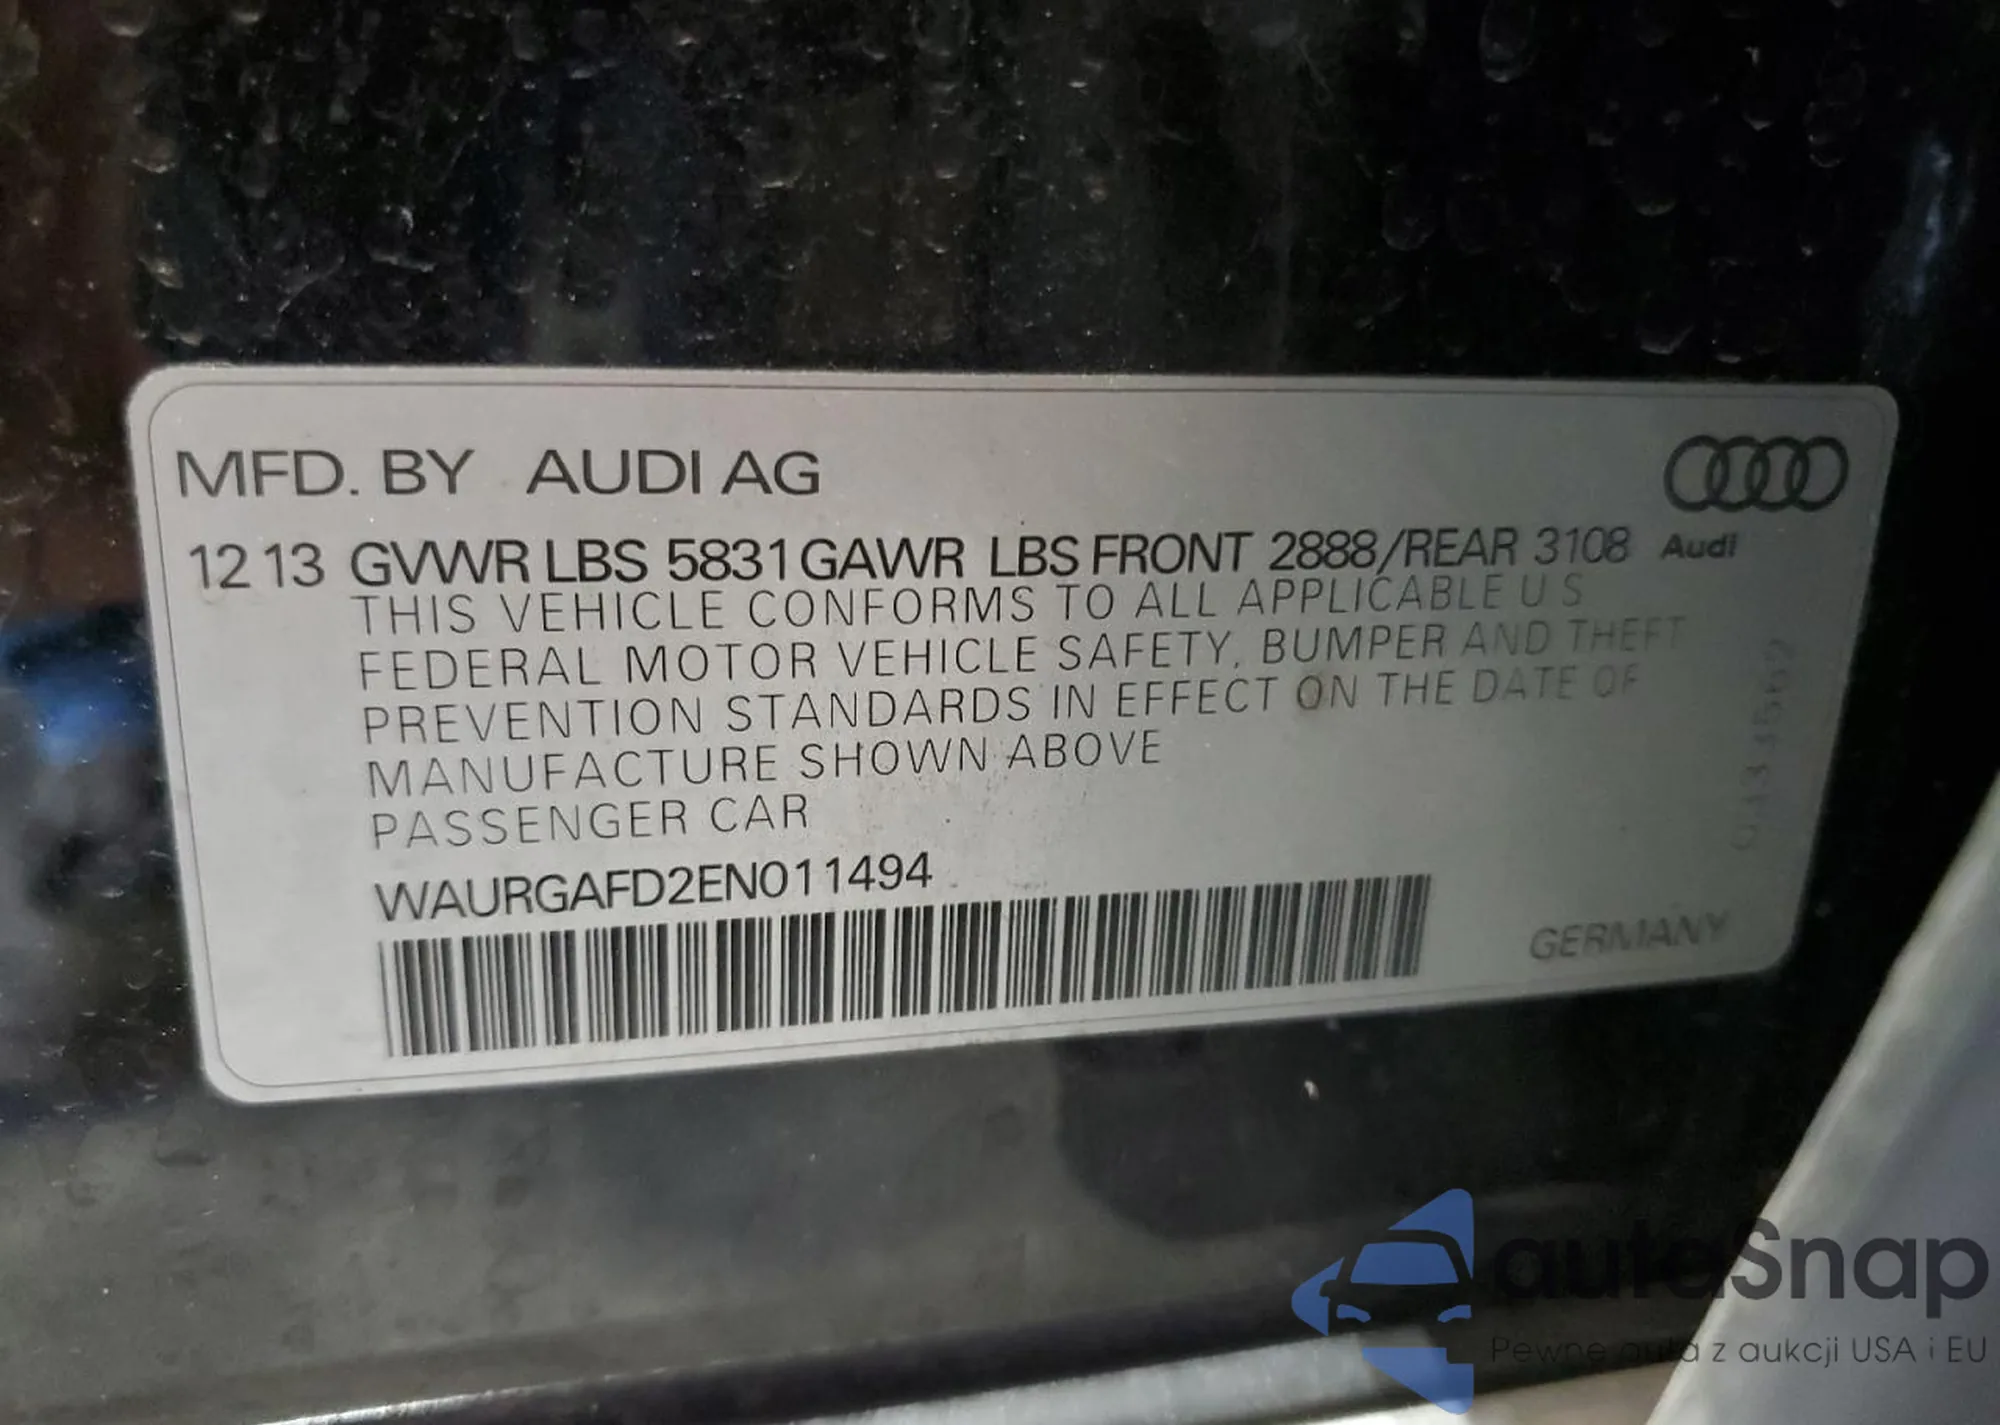 MFD. BY AUDI AG
12 13 GVWR LBS 5831 GAWR LBS FRONT 2888/REAR 3108
Audi
THIS VEHICLE CONFORMS TO ALL APPLICABLE U S
FEDERAL MOTOR VEHICLE SAFETY, BUMPER AND THEFT
PREVENTION STANDARDS IN EFFECT ON THE DATE OF
MANUFACTURE SHOWN ABOVE
PASSENGER CAR
WAURGAFD2EN011494
GERMANY
autoSnap
Pewne auta z aukcji USA i EU